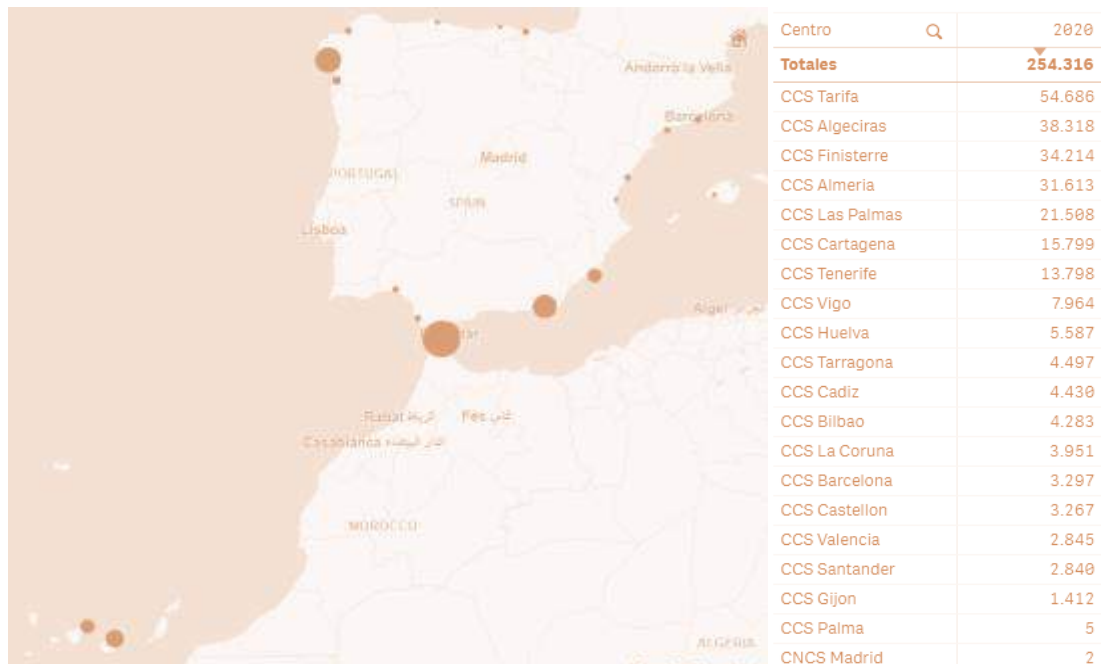 Andorra la Vella
Barcelona
Madrid
PORTUGAL
SPAIN
Lisboa
Alger
Rabat الرباط
Fès فاس
Casablanca الدار البيضاء
MOROCCO
ALGERIA
Centro 2020
Totales 254.316
CCS Tarifa 54.686
CCS Algeciras 38.318
CCS Finisterre 34.214
CCS Almeria 31.613
CCS Las Palmas 21.508
CCS Cartagena 15.799
CCS Tenerife 13.798
CCS Vigo 7.964
CCS Huelva 5.587
CCS Tarragona 4.497
CCS Cadiz 4.430
CCS Bilbao 4.283
CCS La Coruna 3.951
CCS Barcelona 3.297
CCS Castellon 3.267
CCS Valencia 2.845
CCS Santander 2.840
CCS Gijon 1.412
CCS Palma 5
CNCS Madrid 2